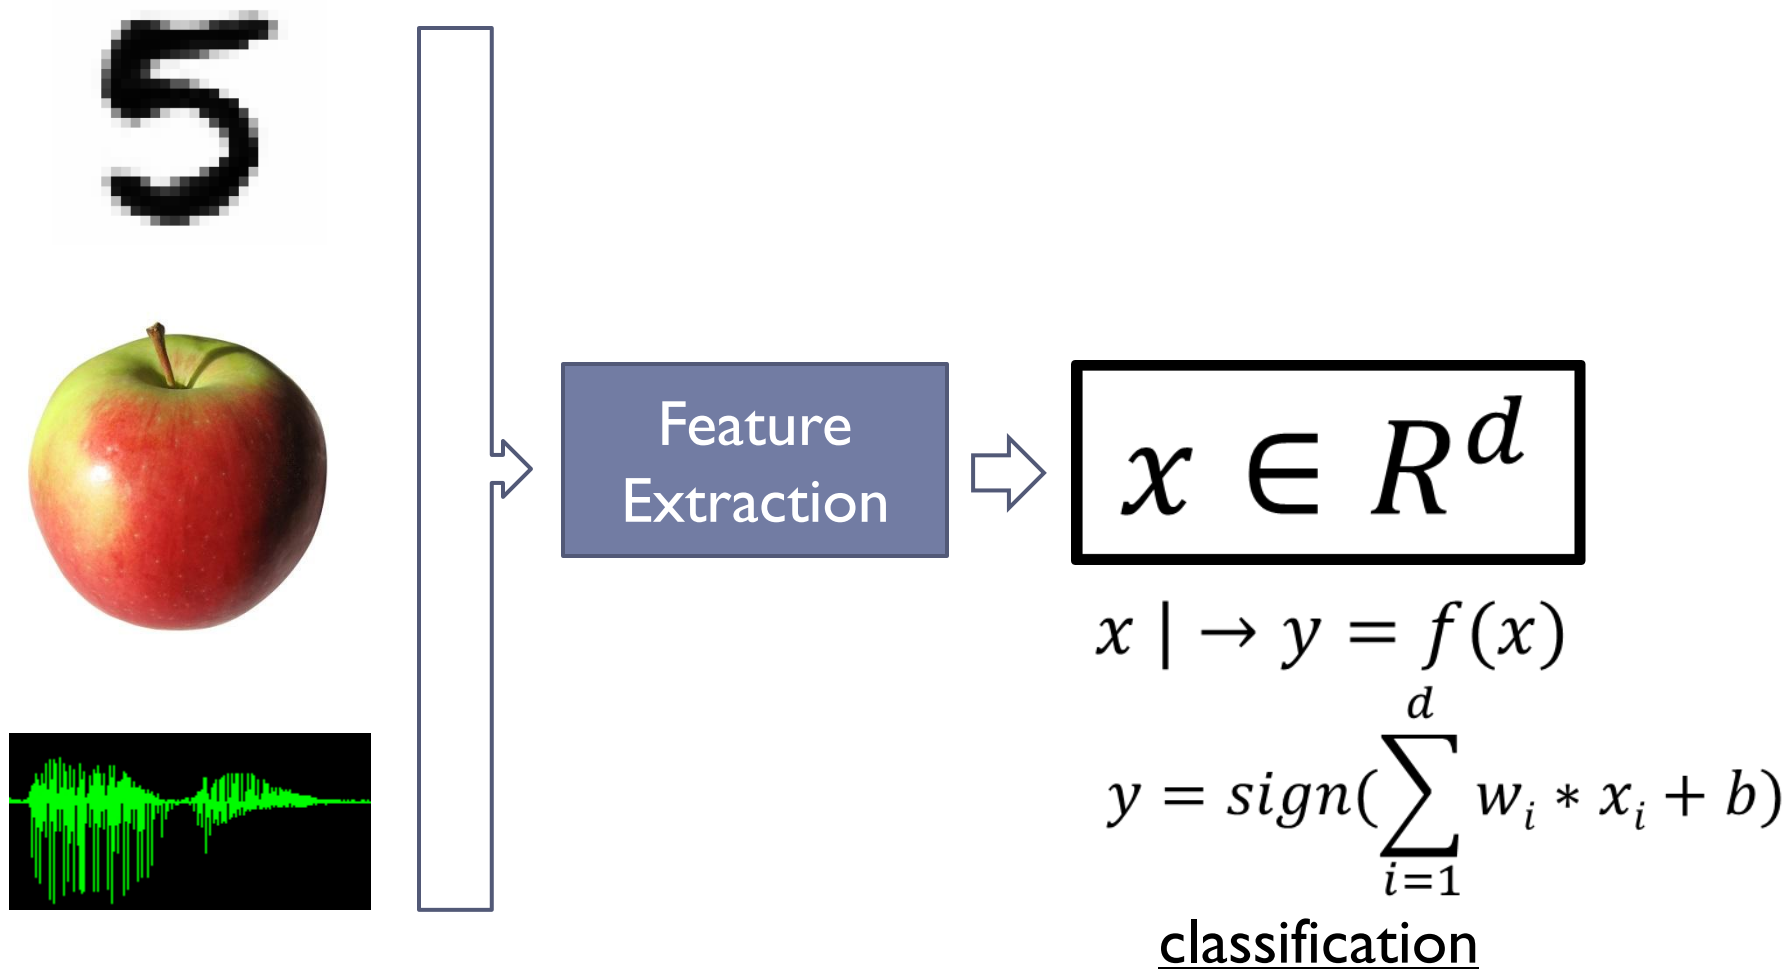 5
Feature
Extraction
x ∈ R^d
x | → y = f(x)
y = sign(∑_{i=1}^{d} w_i * x_i + b)
classification